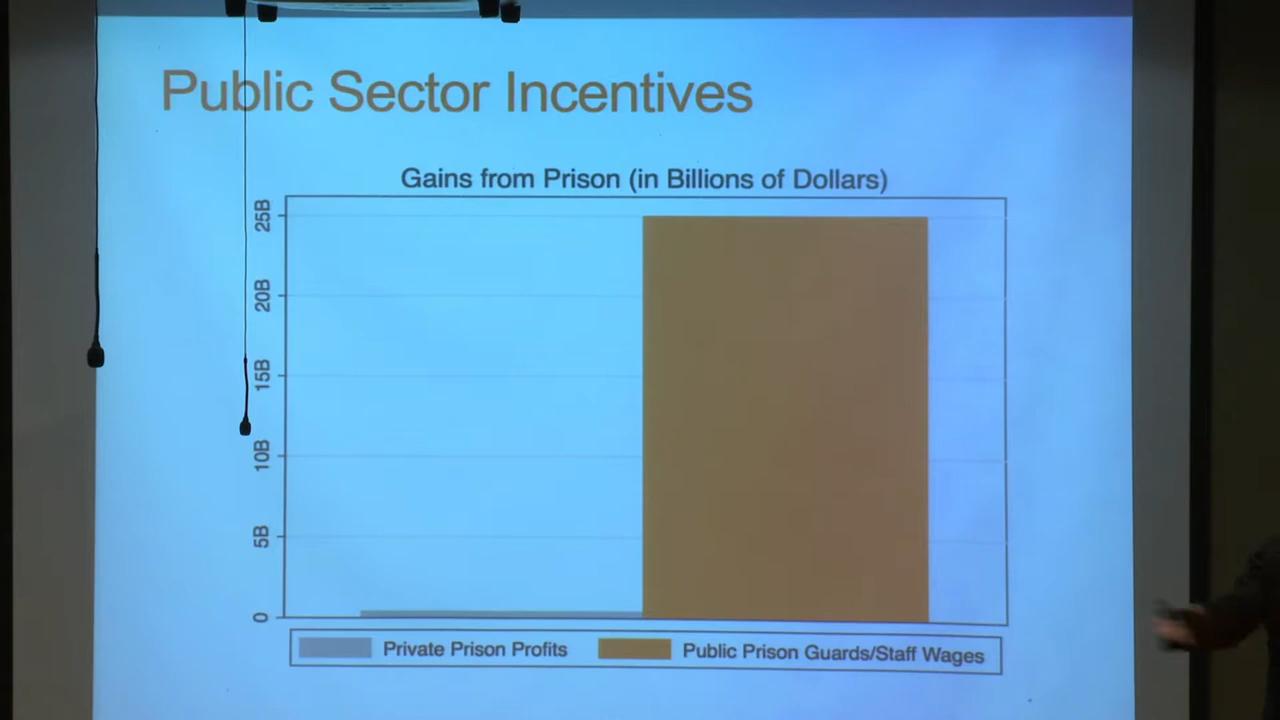 Public Sector Incentives
Gains from Prison (in Billions of Dollars)
25B
20B
15B
10B
5B
0
Private Prison Profits
Public Prison Guards/Staff Wages